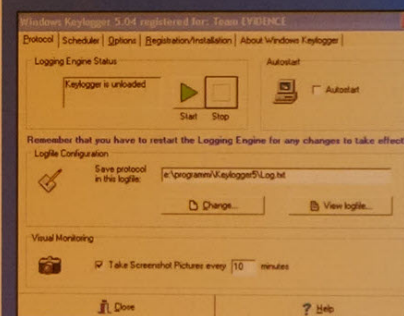 Windows Keylogger 5.04 registered for: Team EVIDENCE
Protocol Scheduler Options Registration/Installation About Windows Keylogger
Logging Engine Status Autostart
Keylogger is unloaded
Autostart
Start Stop
Remember that you have to restart the Logging Engine for any changes to take effect
Logfile Configuration
Save protocol
in this logfile: e:\programmi\Keylogger5\Log.txt
Change... View logfile...
Visual Monitoring
Take Screenshot Pictures every 10 minutes
Close ? Help